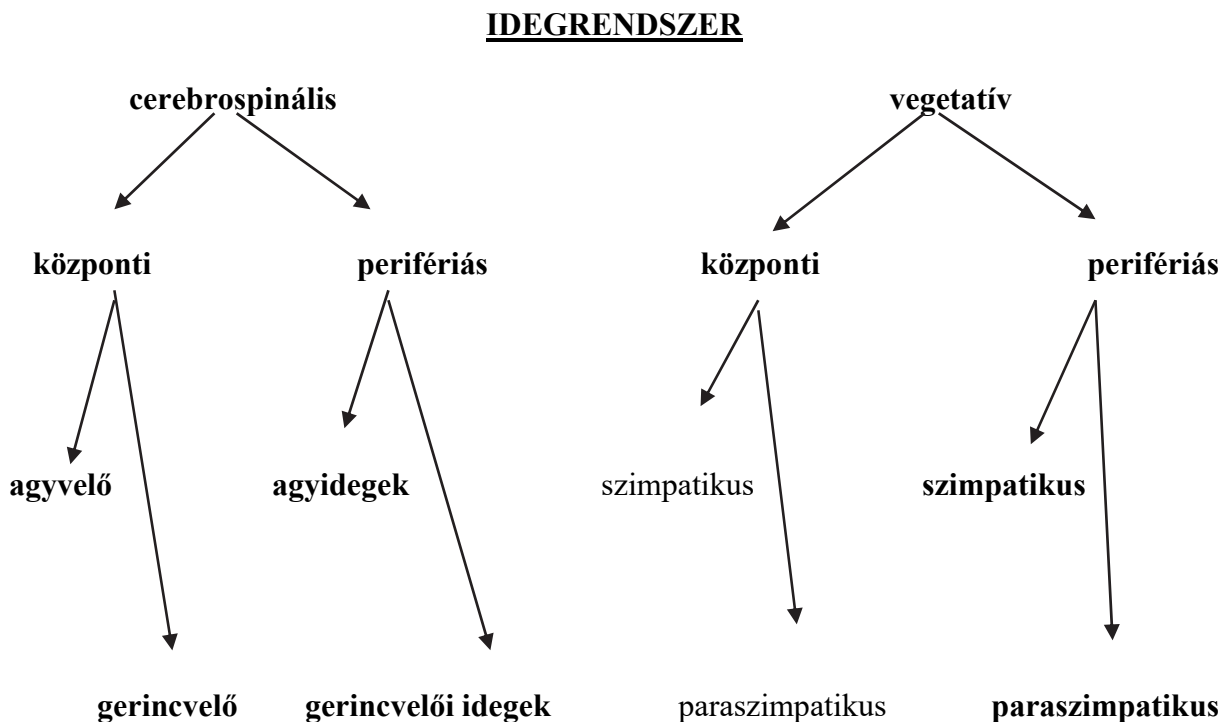 IDEGRENDSZER
cerebrospinális vegetatív
központi perifériás központi perifériás
agyvelő agyidegek szimpatikus szimpatikus
gerincvelő gerincvelői idegek paraszimpatikus paraszimpatikus